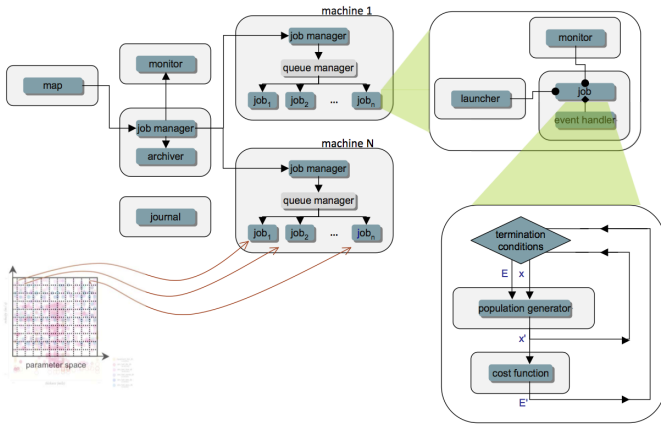 machine 1
job manager
monitor
monitor
queue manager
map
launcher
job
job1
job2
...
jobn
event handler
job manager
machine N
archiver
job manager
queue manager
journal
job1
job2
...
jobn
termination
conditions
E
x
population generator
x'
parameter space
cost function
E'